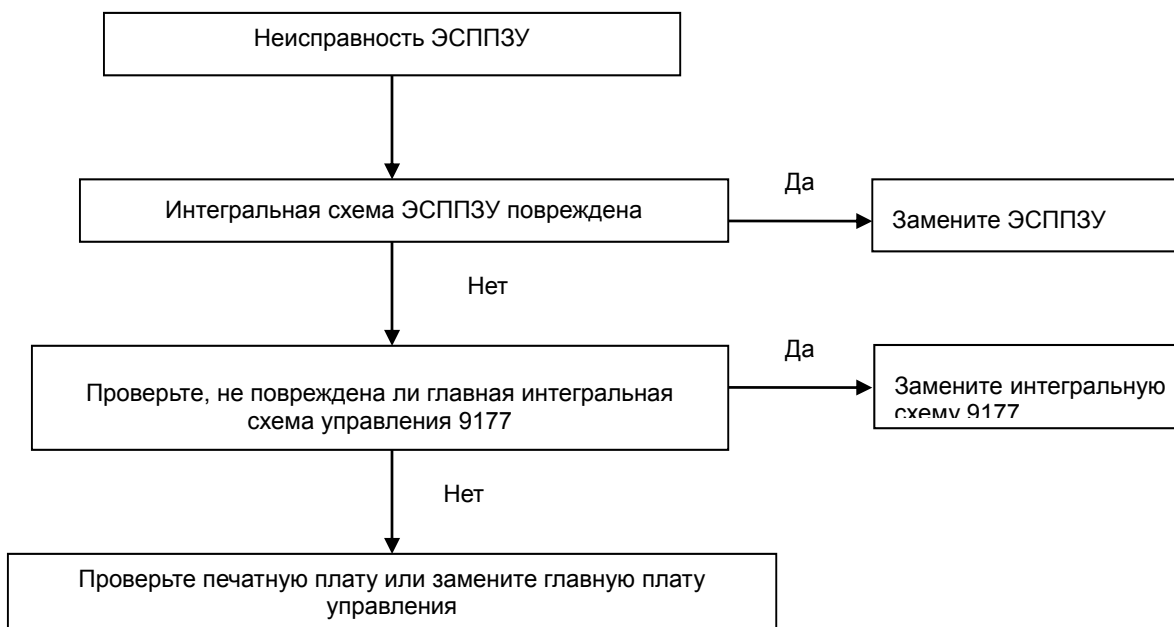 Неисправность ЭСППЗУ
Интегральная схема ЭСППЗУ повреждена
Да
Замените ЭСППЗУ
Нет
Проверьте, не повреждена ли главная интегральная
схема управления 9177
Да
Замените интегральную
схему 9177
Нет
Проверьте печатную плату или замените главную плату
управления